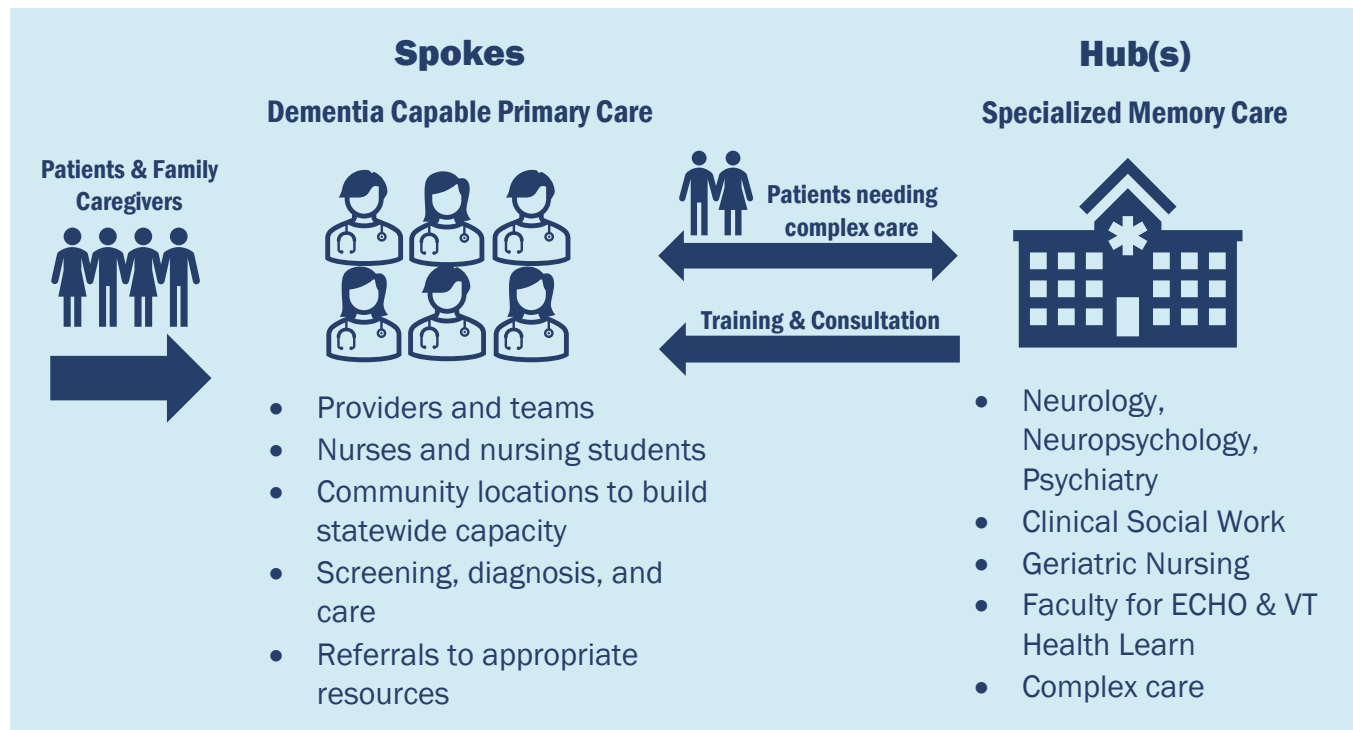 Spokes
Dementia Capable Primary Care
Hub(s)
Specialized Memory Care
Patients & Family
Caregivers
Patients needing
complex care
Training & Consultation
• Providers and teams
• Nurses and nursing students
• Community locations to build
statewide capacity
• Screening, diagnosis, and
care
• Referrals to appropriate
resources
• Neurology,
Neuropsychology,
Psychiatry
• Clinical Social Work
• Geriatric Nursing
• Faculty for ECHO & VT
Health Learn
• Complex care